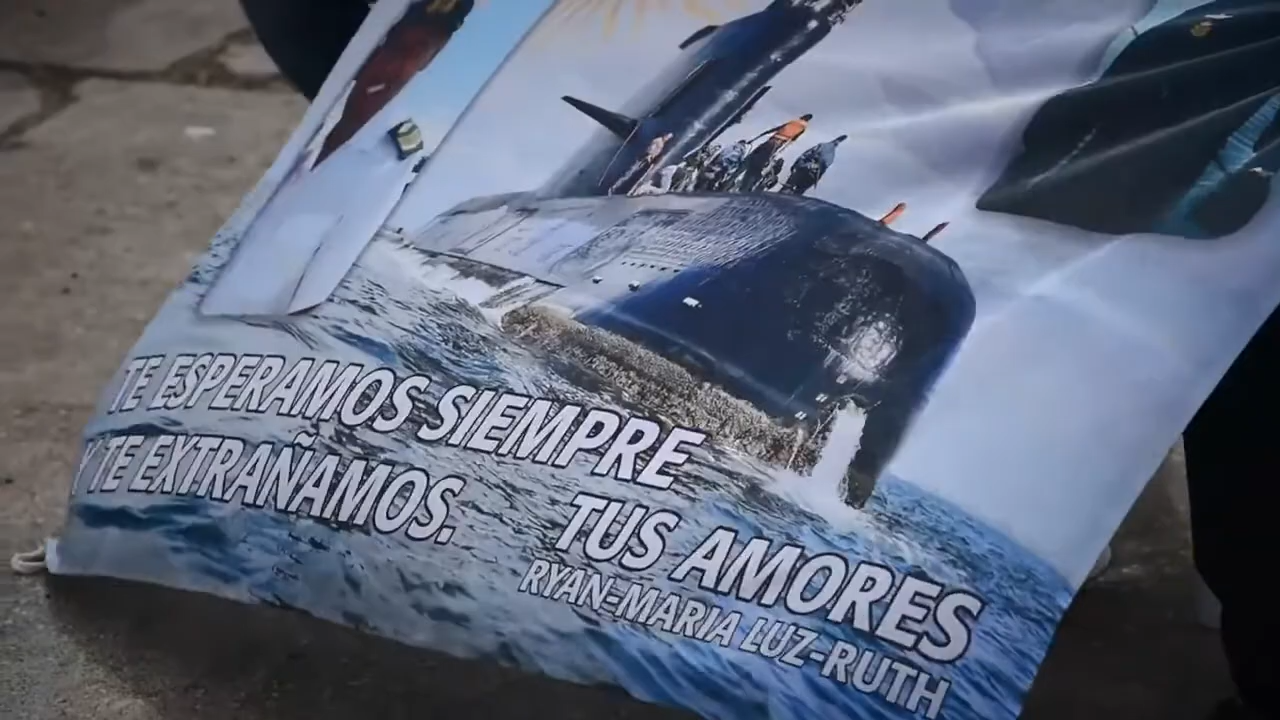 TE ESPERAMOS SIEMPRE
Y TE EXTRAÑAMOS.
TUS AMORES
RYAN-MARIA LUZ-RUTH